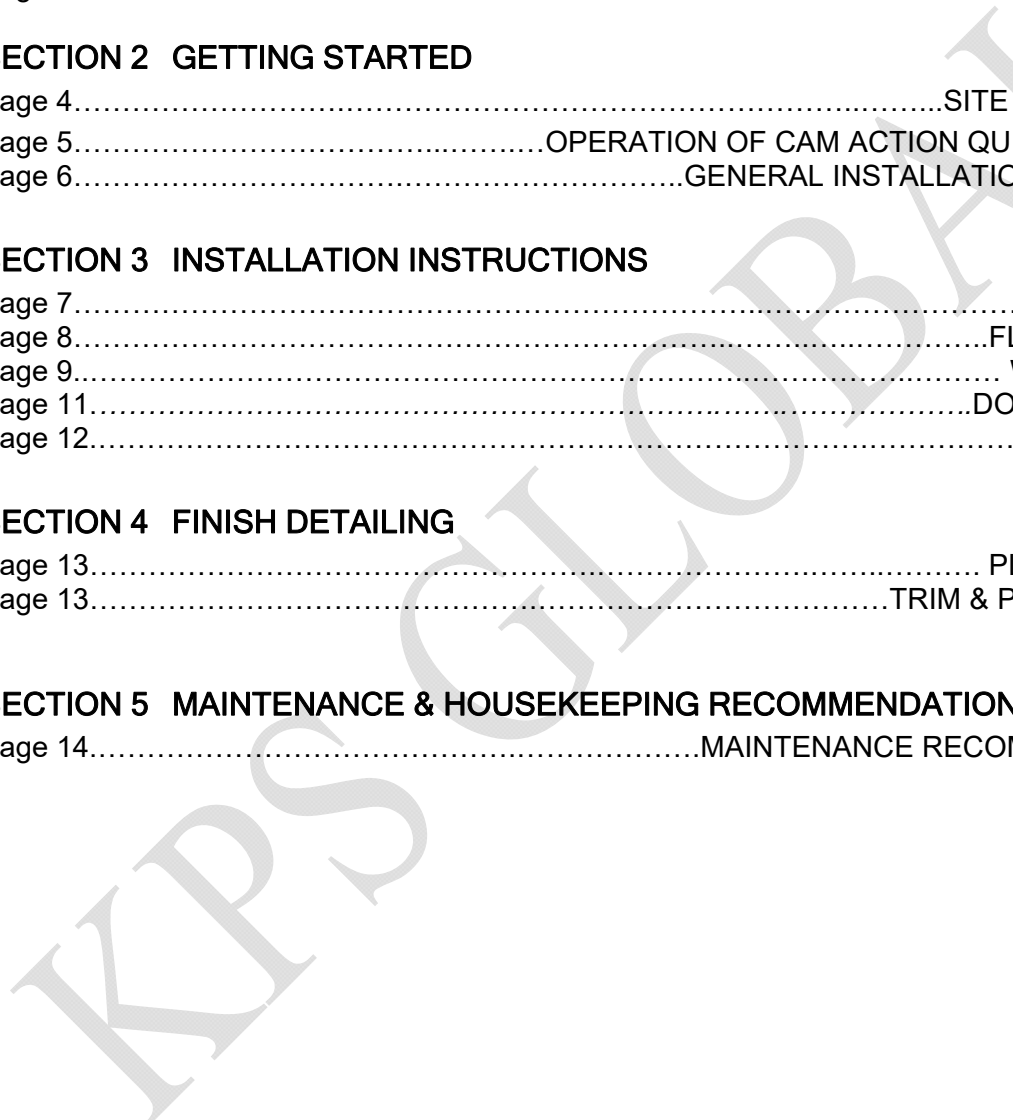 ECTION 2 GETTING STARTED
age 4……………………………………………………………………………..……...SITE
age 5………………………………...…….…OPERATION OF CAM ACTION QU
age 6…………………………………………………………..GENERAL INSTALLATIO
ECTION 3 INSTALLATION INSTRUCTIONS
age 7……………………………………………………………..………………………
age 8………………………………………………………….………..…………..FL
age 9..………………………………………………………….………………..……… W
age 11……………………………………………………….…….…………………….DO
age 12……………………………………………………………………………………
ECTION 4 FINISH DETAILING
age 13………………………………………………………………………………… PE
age 13…………………………………………………………………………TRIM & P
ECTION 5 MAINTENANCE & HOUSEKEEPING RECOMMENDATION
age 14……………………………………….……………….MAINTENANCE RECOM
KPS GLOBAL